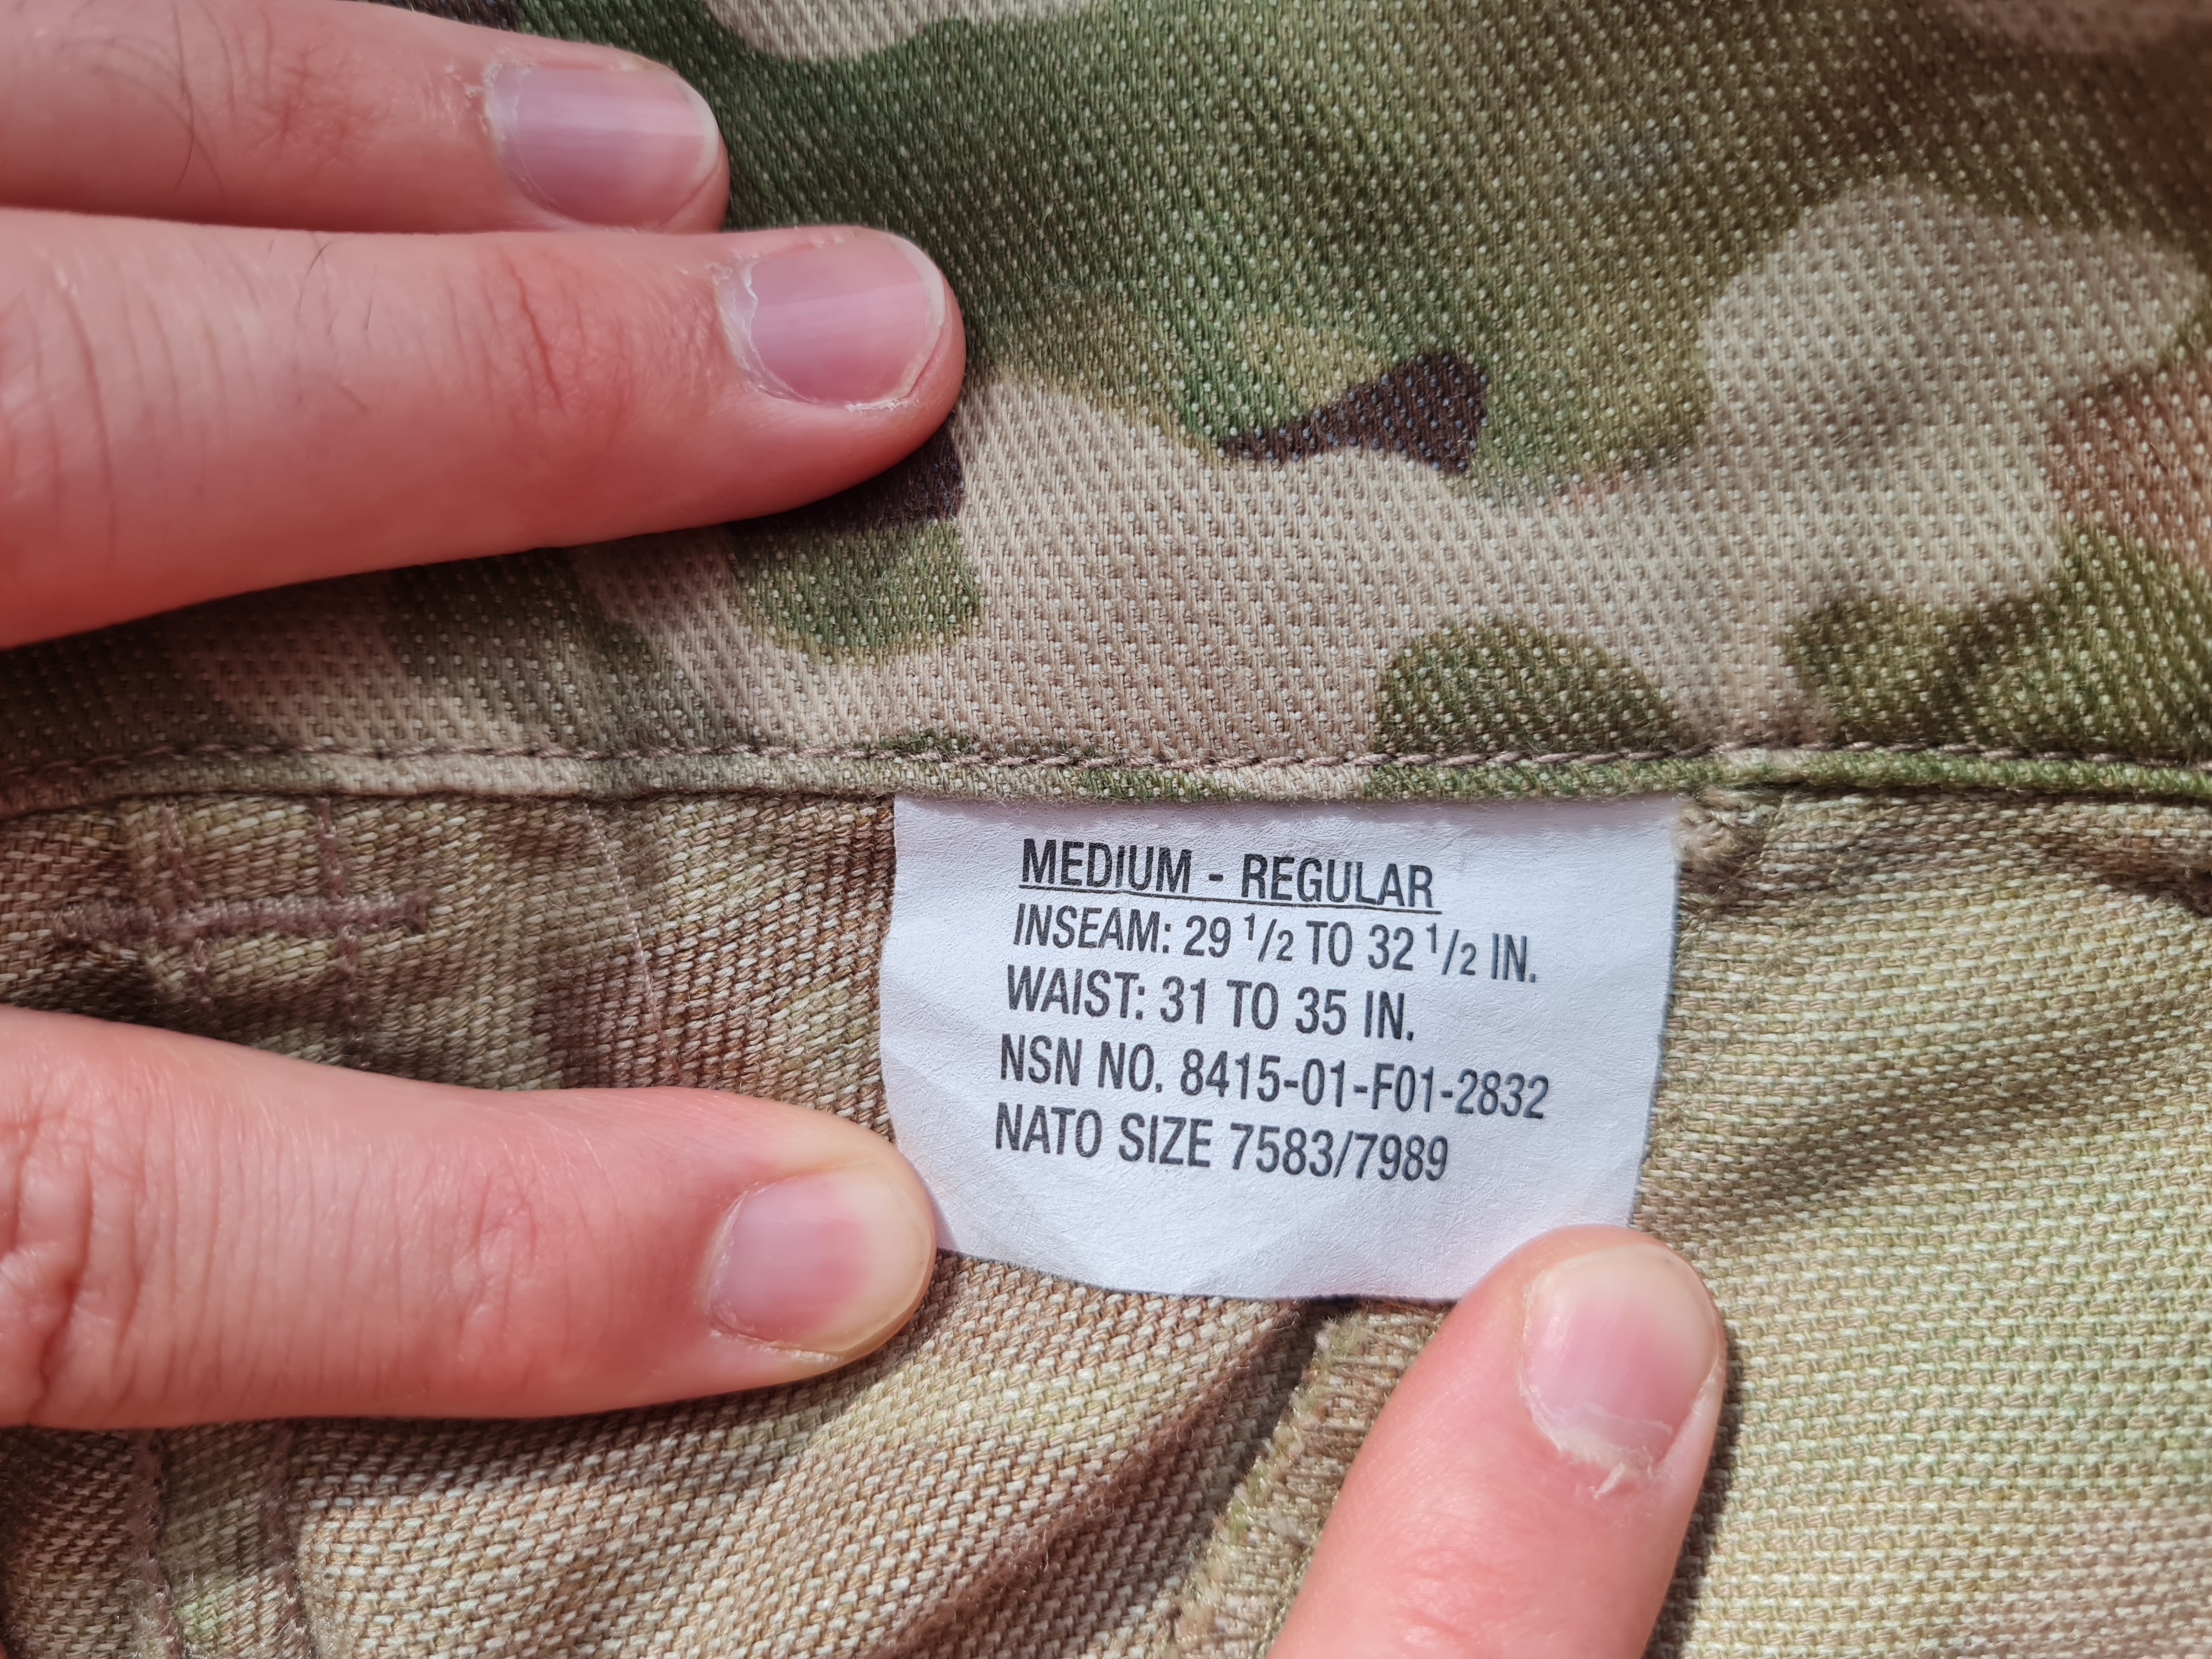 MEDIUM - REGULAR
INSEAM: 29 1/2 TO 32 1/2 IN.
WAIST: 31 TO 35 IN.
NSN NO. 8415-01-F01-2832
NATO SIZE 7583/7989